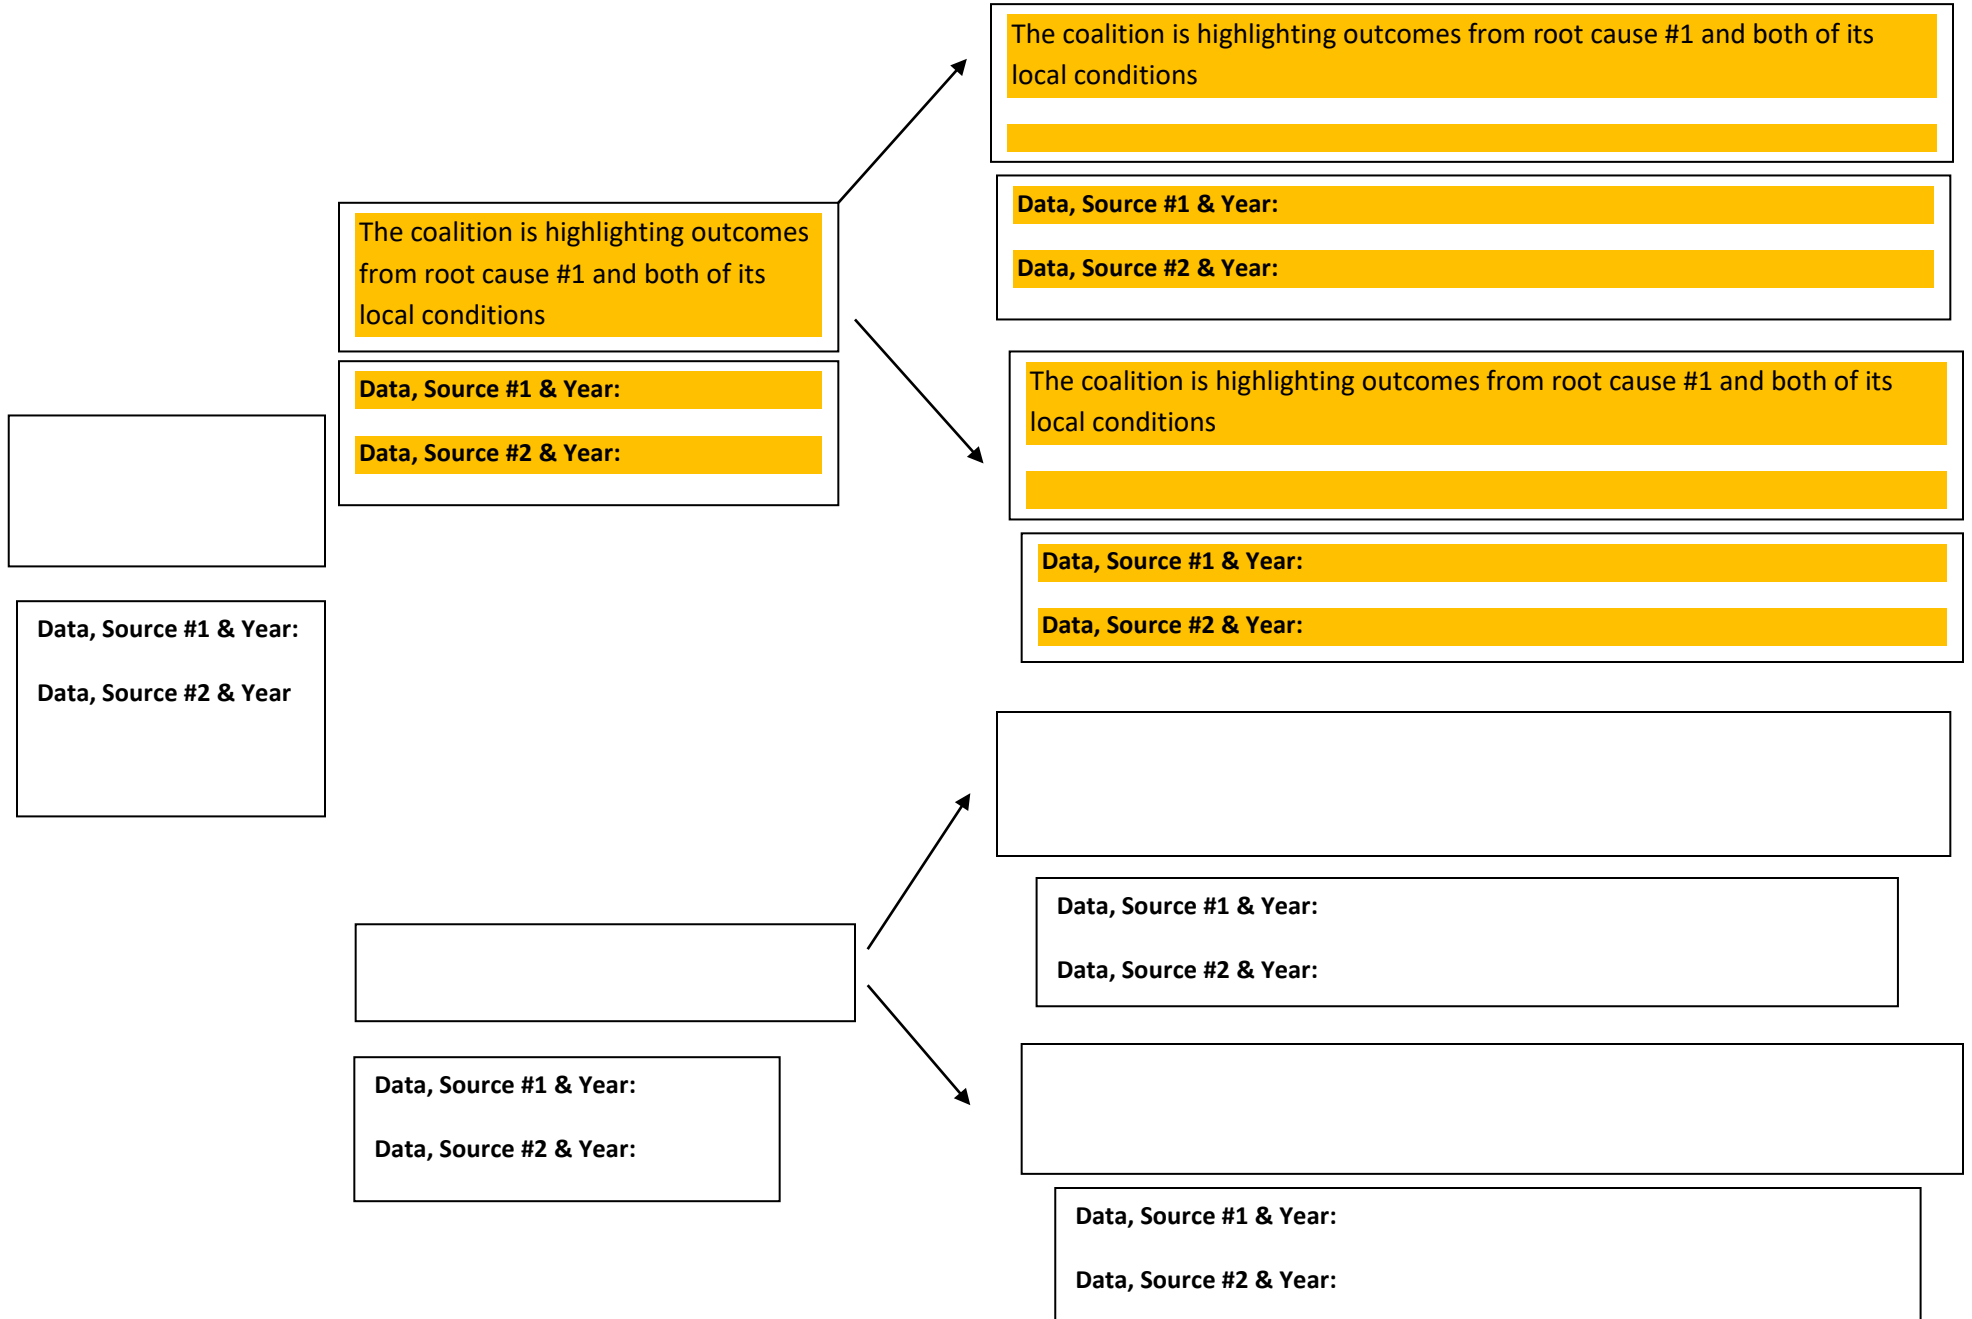 The coalition is highlighting outcomes from root cause #1 and both of its
local conditions
Data, Source #1 & Year:
Data, Source #2 & Year:
The coalition is highlighting outcomes
from root cause #1 and both of its
local conditions
Data, Source #1 & Year:
Data, Source #2 & Year:
The coalition is highlighting outcomes from root cause #1 and both of its
local conditions
Data, Source #1 & Year:
Data, Source #2 & Year:
Data, Source #1 & Year:
Data, Source #2 & Year
Data, Source #1 & Year:
Data, Source #2 & Year:
Data, Source #1 & Year:
Data, Source #2 & Year:
Data, Source #1 & Year:
Data, Source #2 & Year: